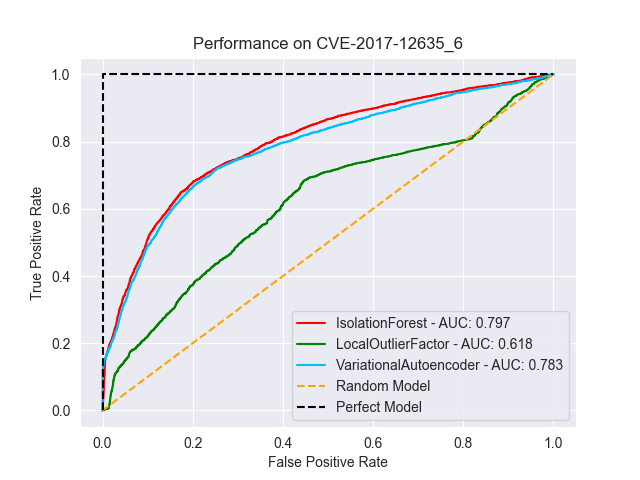 Performance on CVE-2017-12635_6
True Positive Rate
1.0
0.8
0.6
0.4
0.2
0.0
IsolationForest - AUC: 0.797
LocalOutlierFactor - AUC: 0.618
VariationalAutoencoder - AUC: 0.783
Random Model
Perfect Model
0.0 0.2 0.4 0.6 0.8 1.0
False Positive Rate